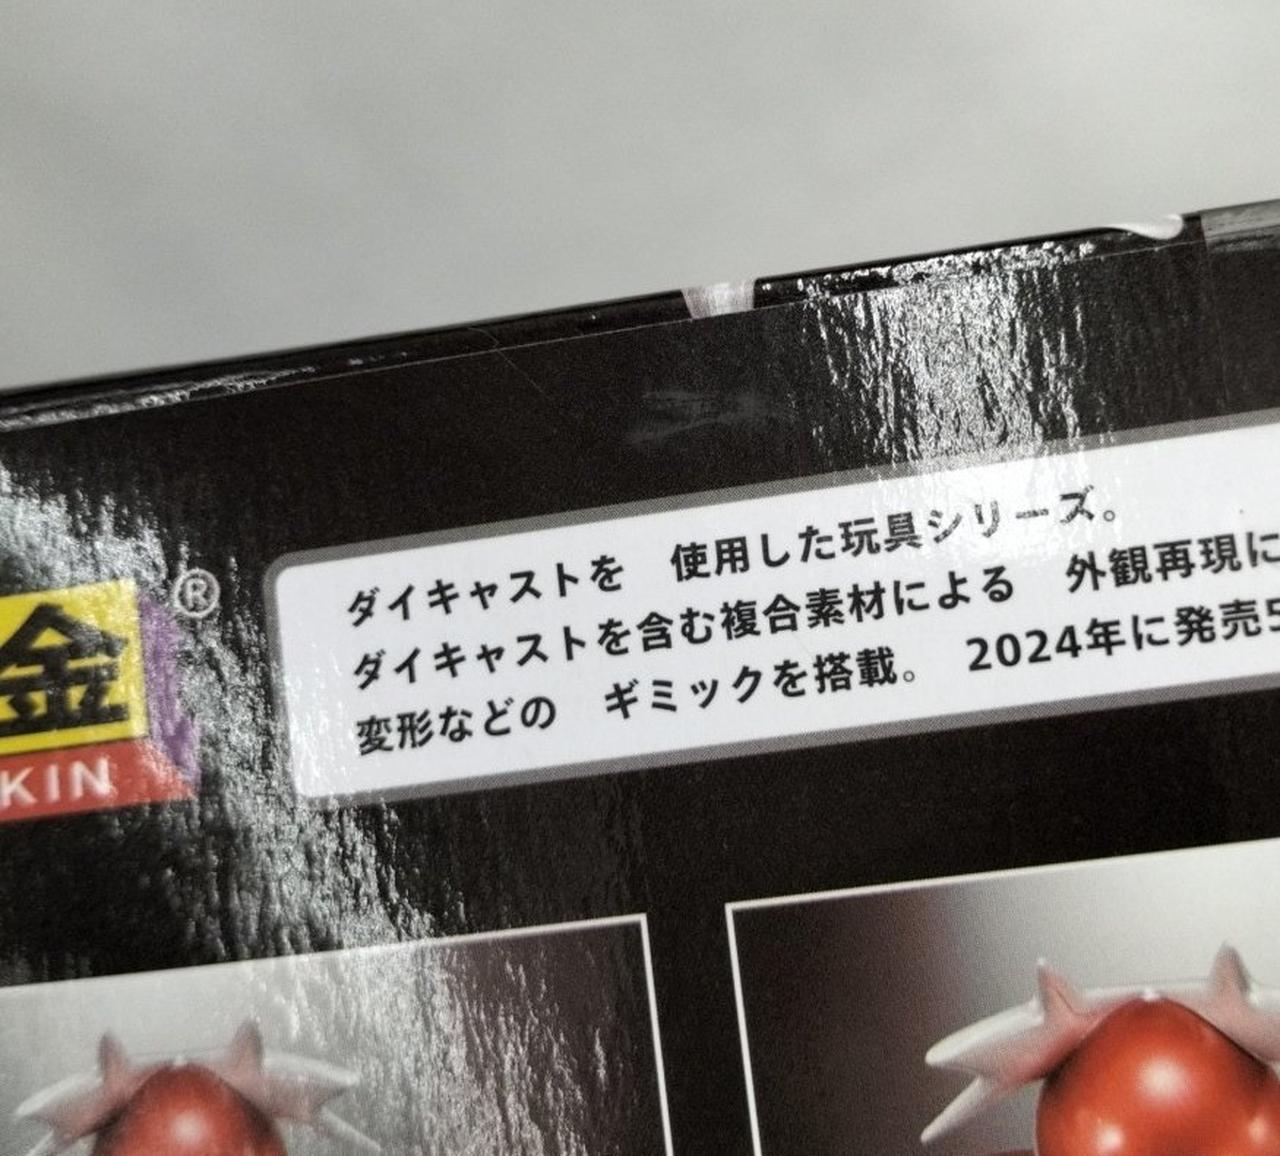 ダイキャストを　使用した玩具シリーズ。
ダイキャストを含む複合素材による　外観再現に
変形などの　ギミックを搭載。　2024年に発売5
金
®
KIN